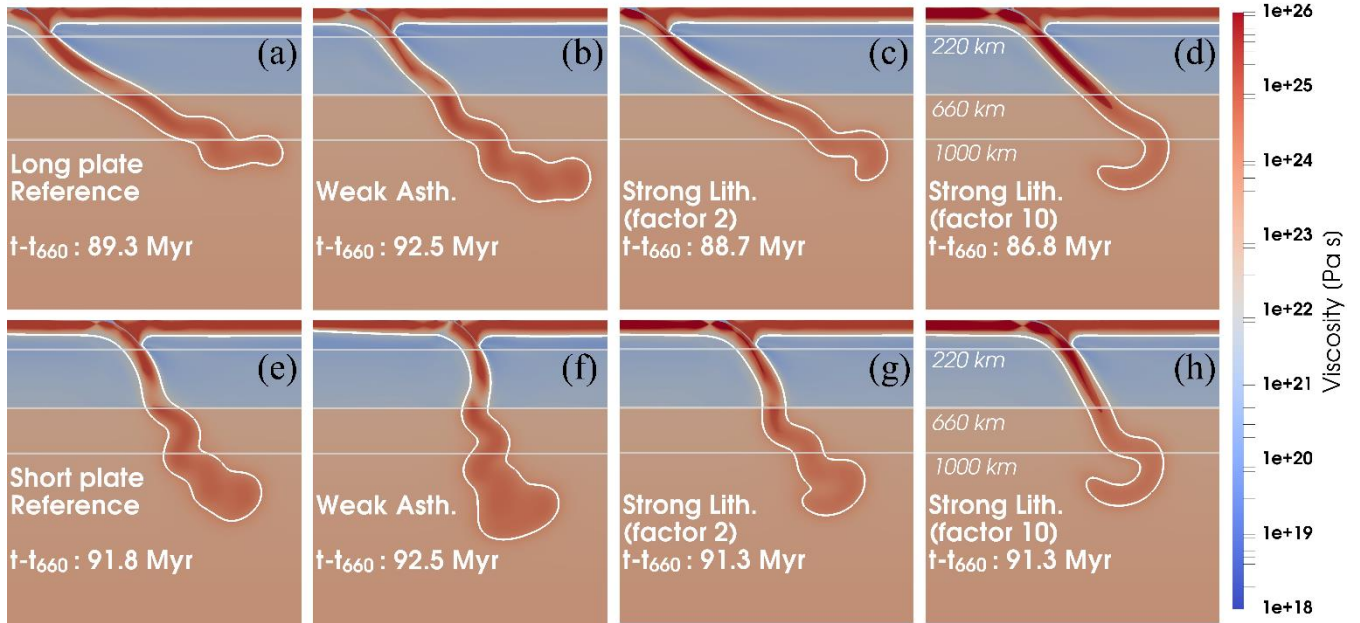 (a)
Long plate
Reference
t-t660 : 89.3 Myr
(b)
Weak Asth.
t-t660 : 92.5 Myr
(c)
Strong Lith.
(factor 2)
t-t660 : 88.7 Myr
(d)
220 km
660 km
1000 km
Strong Lith.
(factor 10)
t-t660 : 86.8 Myr
(e)
Short plate
Reference
t-t660 : 91.8 Myr
(f)
Weak Asth.
t-t660 : 92.5 Myr
(g)
Strong Lith.
(factor 2)
t-t660 : 91.3 Myr
(h)
220 km
660 km
1000 km
Strong Lith.
(factor 10)
t-t660 : 91.3 Myr
1e+26
1e+25
1e+24
1e+23
1e+22
1e+21
1e+20
1e+19
1e+18
Viscosity (Pa s)